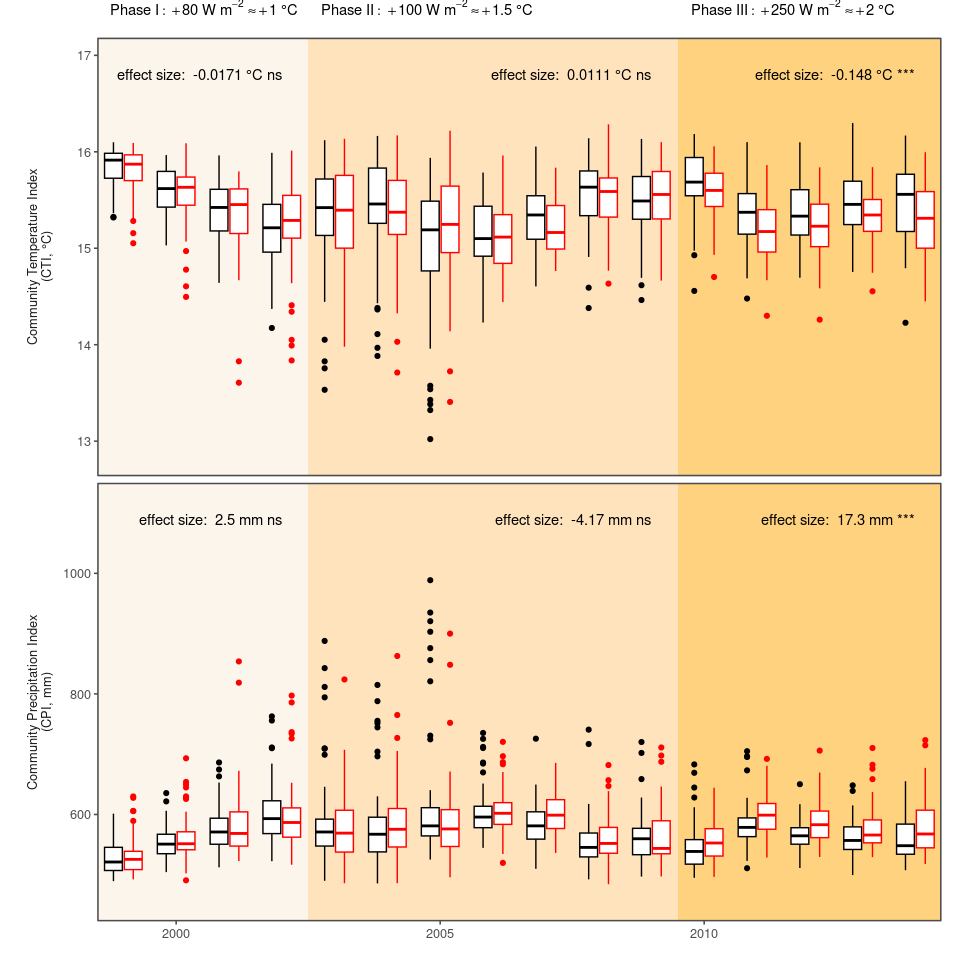 Phase I: +80 W m⁻² ≈+1 °C
Phase II: +100 W m⁻² ≈+1.5 °C
Phase III: +250 W m⁻² ≈+2 °C
17
16
15
14
13
Community Temperature Index
(CTI, °C)
effect size: -0.0171 °C ns
effect size: 0.0111 °C ns
effect size: -0.148 °C ***
1000
800
600
Community Precipitation Index
(CPI, mm)
effect size: 2.5 mm ns
effect size: -4.17 mm ns
effect size: 17.3 mm ***
2000
2005
2010